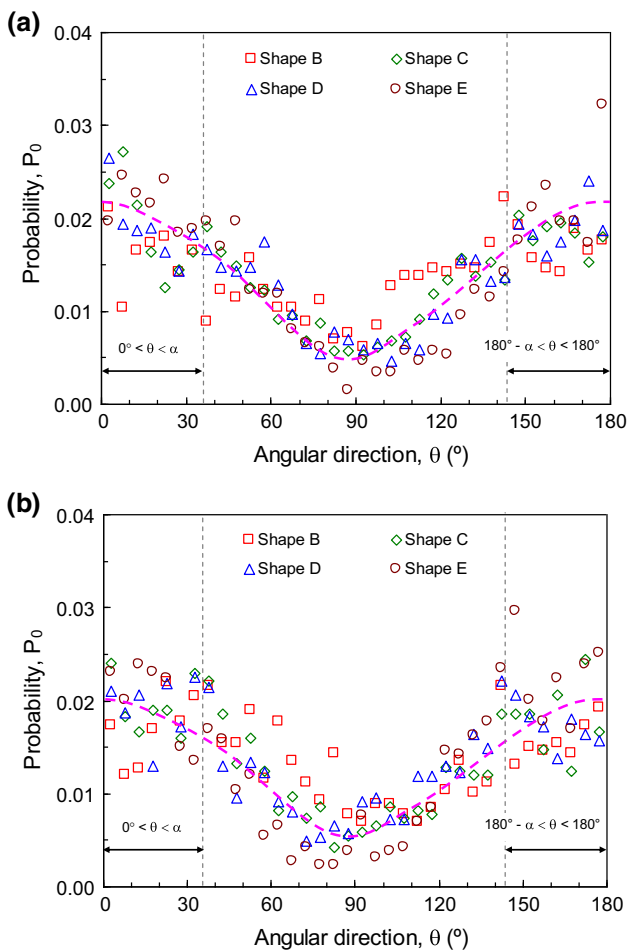 (a)
0.04
0.03
0.02
0.01
0.00
Probability, P0
Shape B
Shape C
Shape D
Shape E
0° < θ < α
180° - α < θ < 180°
0 30 60 90 120 150 180
Angular direction, θ (º)
(b)
0.04
0.03
0.02
0.01
0.00
Probability, P0
Shape B
Shape C
Shape D
Shape E
0° < θ < α
180° - α < θ < 180°
0 30 60 90 120 150 180
Angular direction, θ (º)